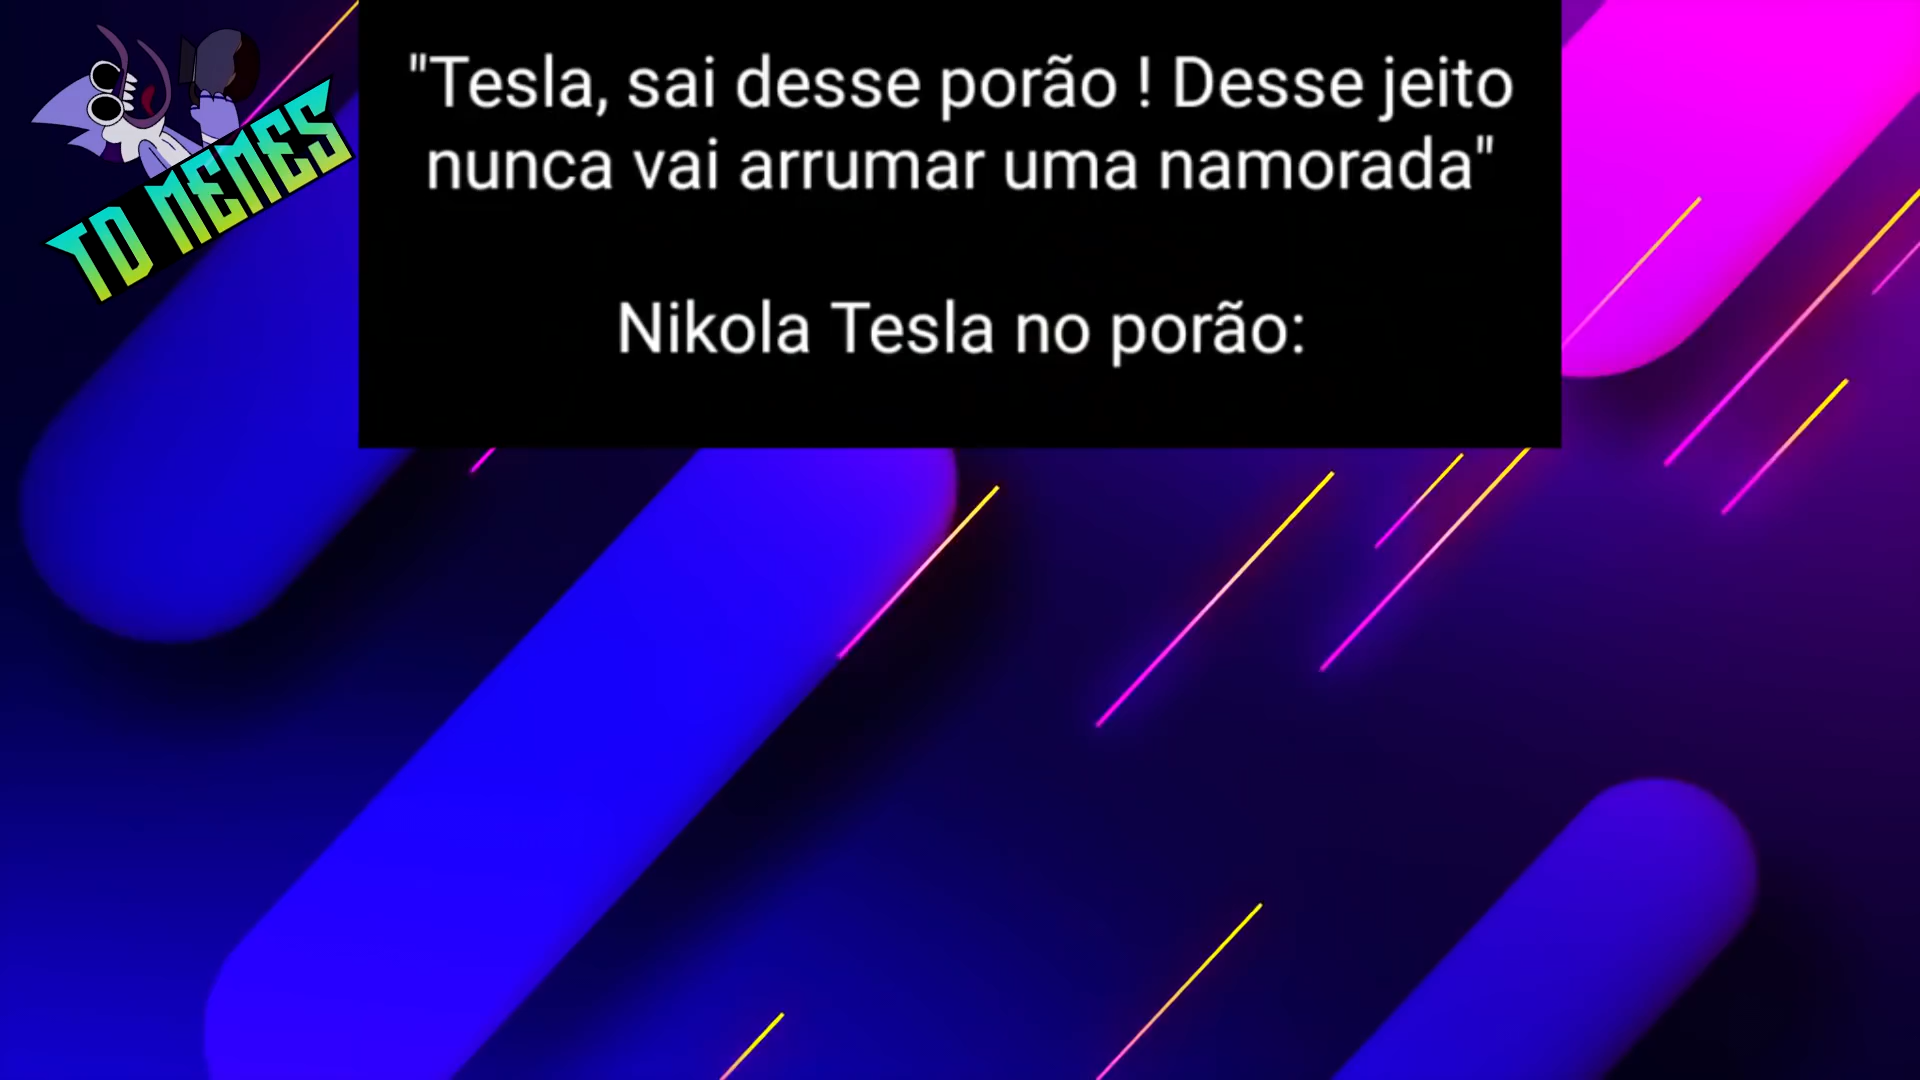 TD MEMES
"Tesla, sai desse porão ! Desse jeito
nunca vai arrumar uma namorada"
Nikola Tesla no porão: